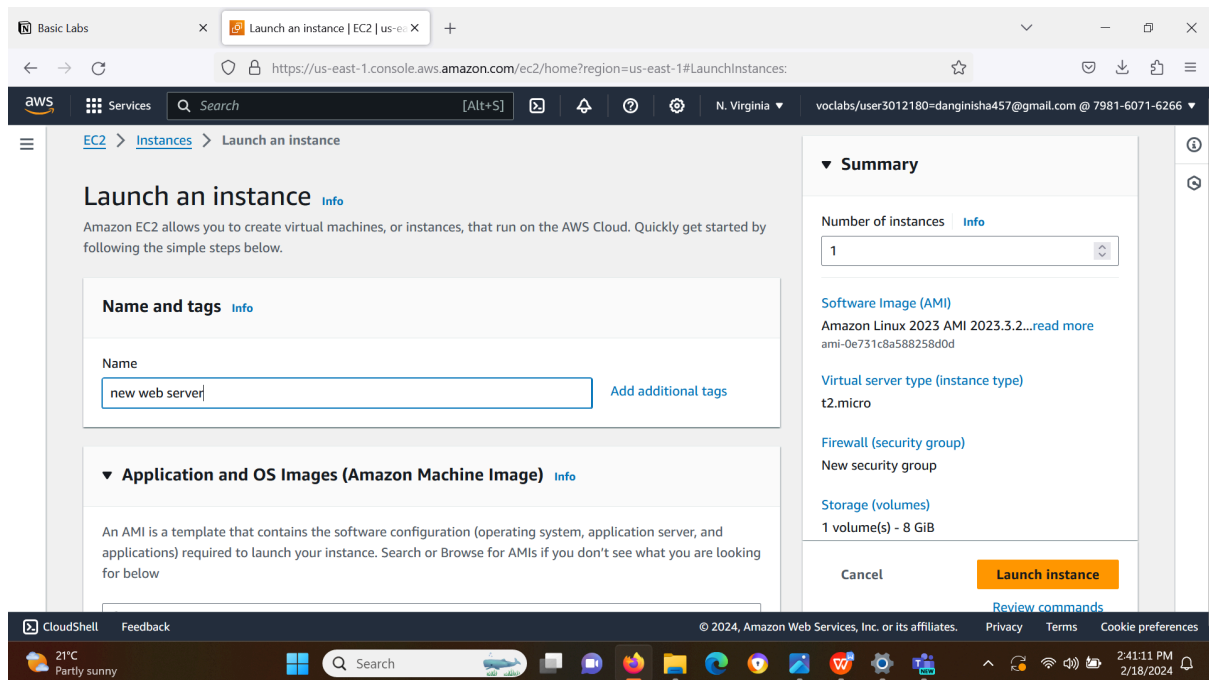 Basic Labs
Launch an instance | EC2 | us-ea
https://us-east-1.console.aws.amazon.com/ec2/home?region=us-east-1#LaunchInstances:
aws
Services
Search
[Alt+S]
N. Virginia
voclabs/user3012180=danginisha457@gmail.com @ 7981-6071-6266
EC2 > Instances > Launch an instance
Launch an instance Info
Amazon EC2 allows you to create virtual machines, or instances, that run on the AWS Cloud. Quickly get started by
following the simple steps below.
Name and tags Info
Name
new web server
Add additional tags
Application and OS Images (Amazon Machine Image) Info
An AMI is a template that contains the software configuration (operating system, application server, and
applications) required to launch your instance. Search or Browse for AMIs if you don't see what you are looking
for below
Summary
Number of instances Info
1
Software Image (AMI)
Amazon Linux 2023 AMI 2023.3.2...read more
ami-0e731c8a588258d0d
Virtual server type (instance type)
t2.micro
Firewall (security group)
New security group
Storage (volumes)
1 volume(s) - 8 GiB
Cancel
Launch instance
Review commands
CloudShell
Feedback
© 2024, Amazon Web Services, Inc. or its affiliates.
Privacy
Terms
Cookie preferences
21°C
Partly sunny
Search
NEW
2:41:11 PM
2/18/2024